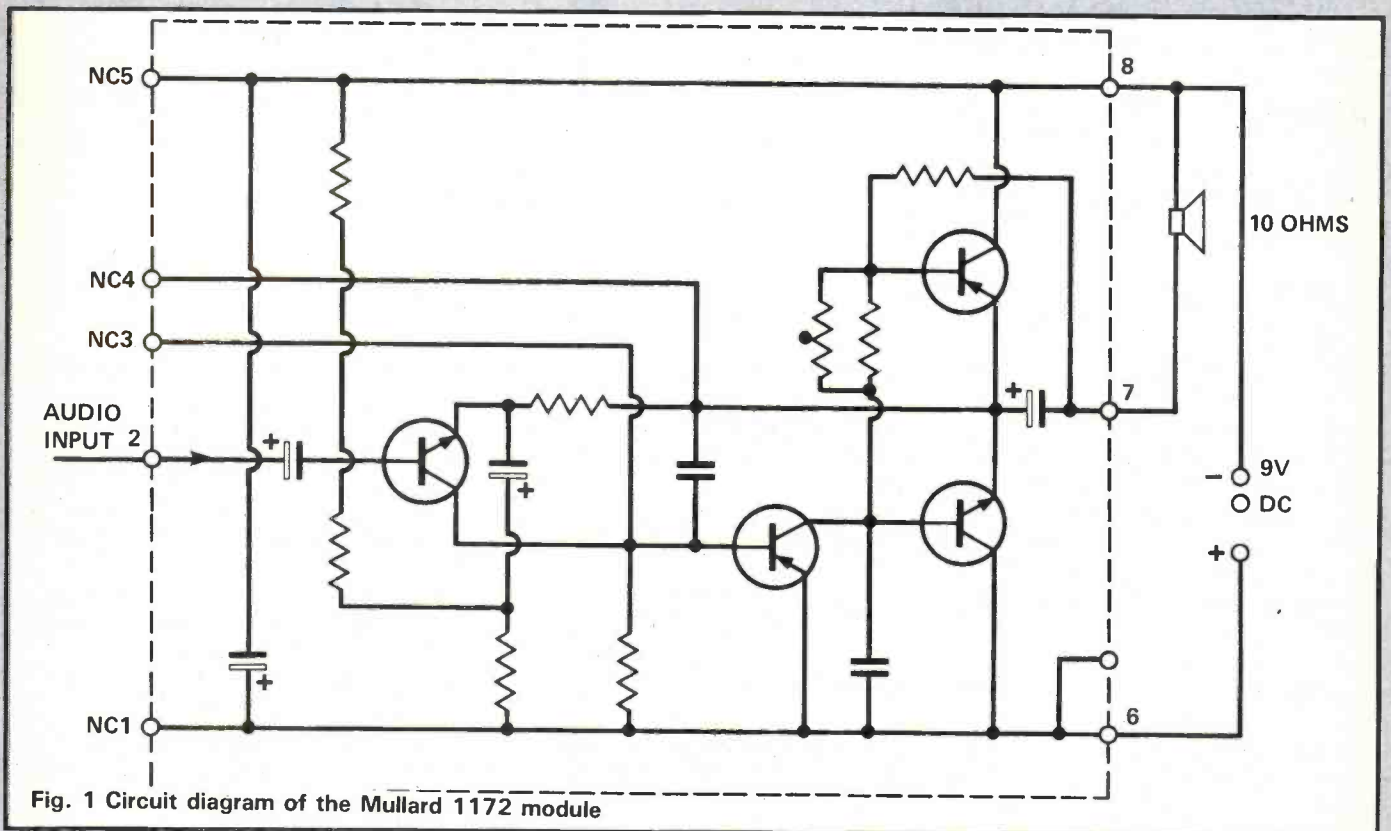 NC5
8
10 OHMS
NC4
NC3
7
AUDIO
INPUT 2
+
+
+
- 9V
DC
+
+
NC1
6
Fig. 1 Circuit diagram of the Mullard 1172 module